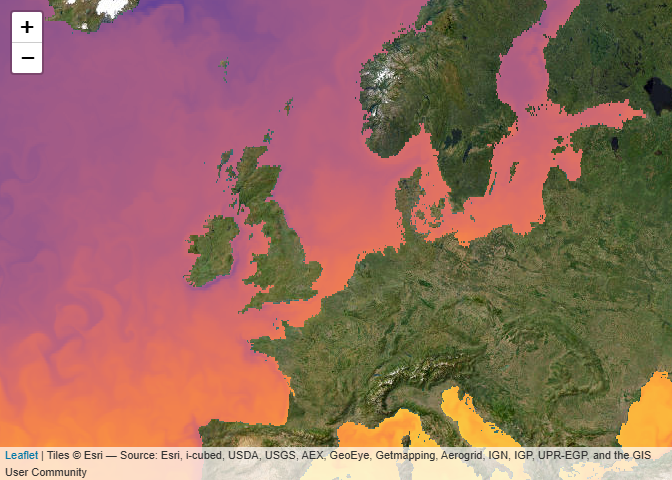 +
−
Leaflet | Tiles © Esri — Source: Esri, i-cubed, USDA, USGS, AEX, GeoEye, Getmapping, Aerogrid, IGN, IGP, UPR-EGP, and the GIS
User Community